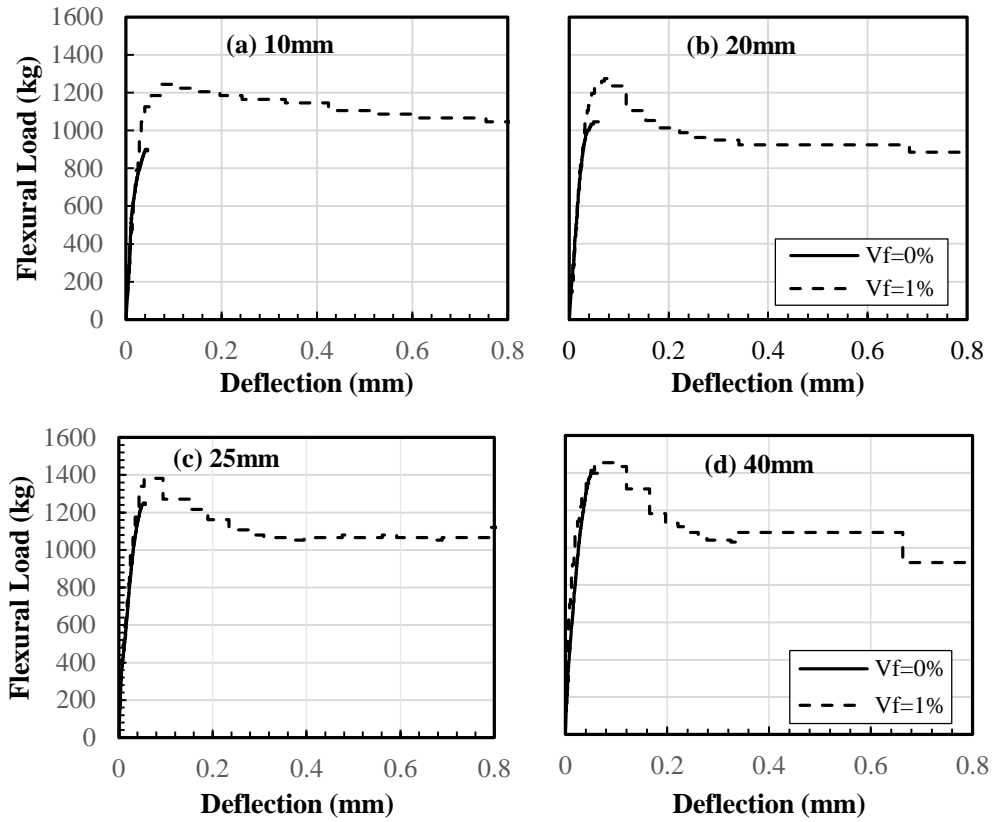 1600
1400
1200
1000
800
600
400
200
0
Flexural Load (kg)
(a) 10mm
0 0.2 0.4 0.6 0.8
Deflection (mm)
(b) 20mm
Vf=0%
Vf=1%
0 0.2 0.4 0.6 0.8
Deflection (mm)
1600
1400
1200
1000
800
600
400
200
0
Flexural Load (kg)
(c) 25mm
0 0.2 0.4 0.6 0.8
Deflection (mm)
(d) 40mm
Vf=0%
Vf=1%
0 0.2 0.4 0.6 0.8
Deflection (mm)